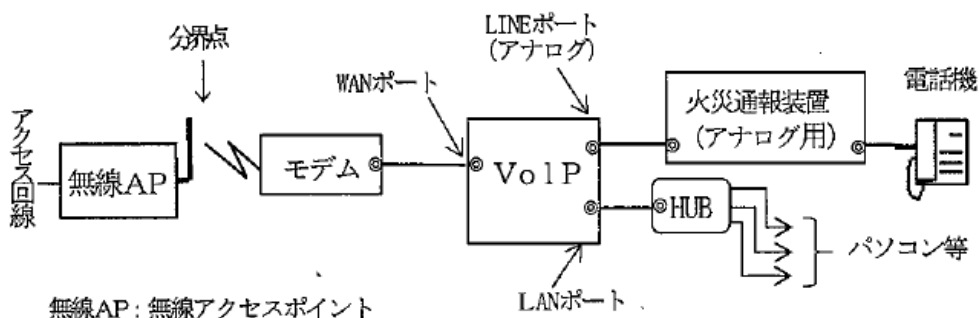 分界点
LINEポート
(アナログ)
WANポート
電話機
火災通報装置
(アナログ用)
アクセス回線
無線AP
モデム
VoIP
HUB
パソコン等
LANポート
無線AP:無線アクセスポイント